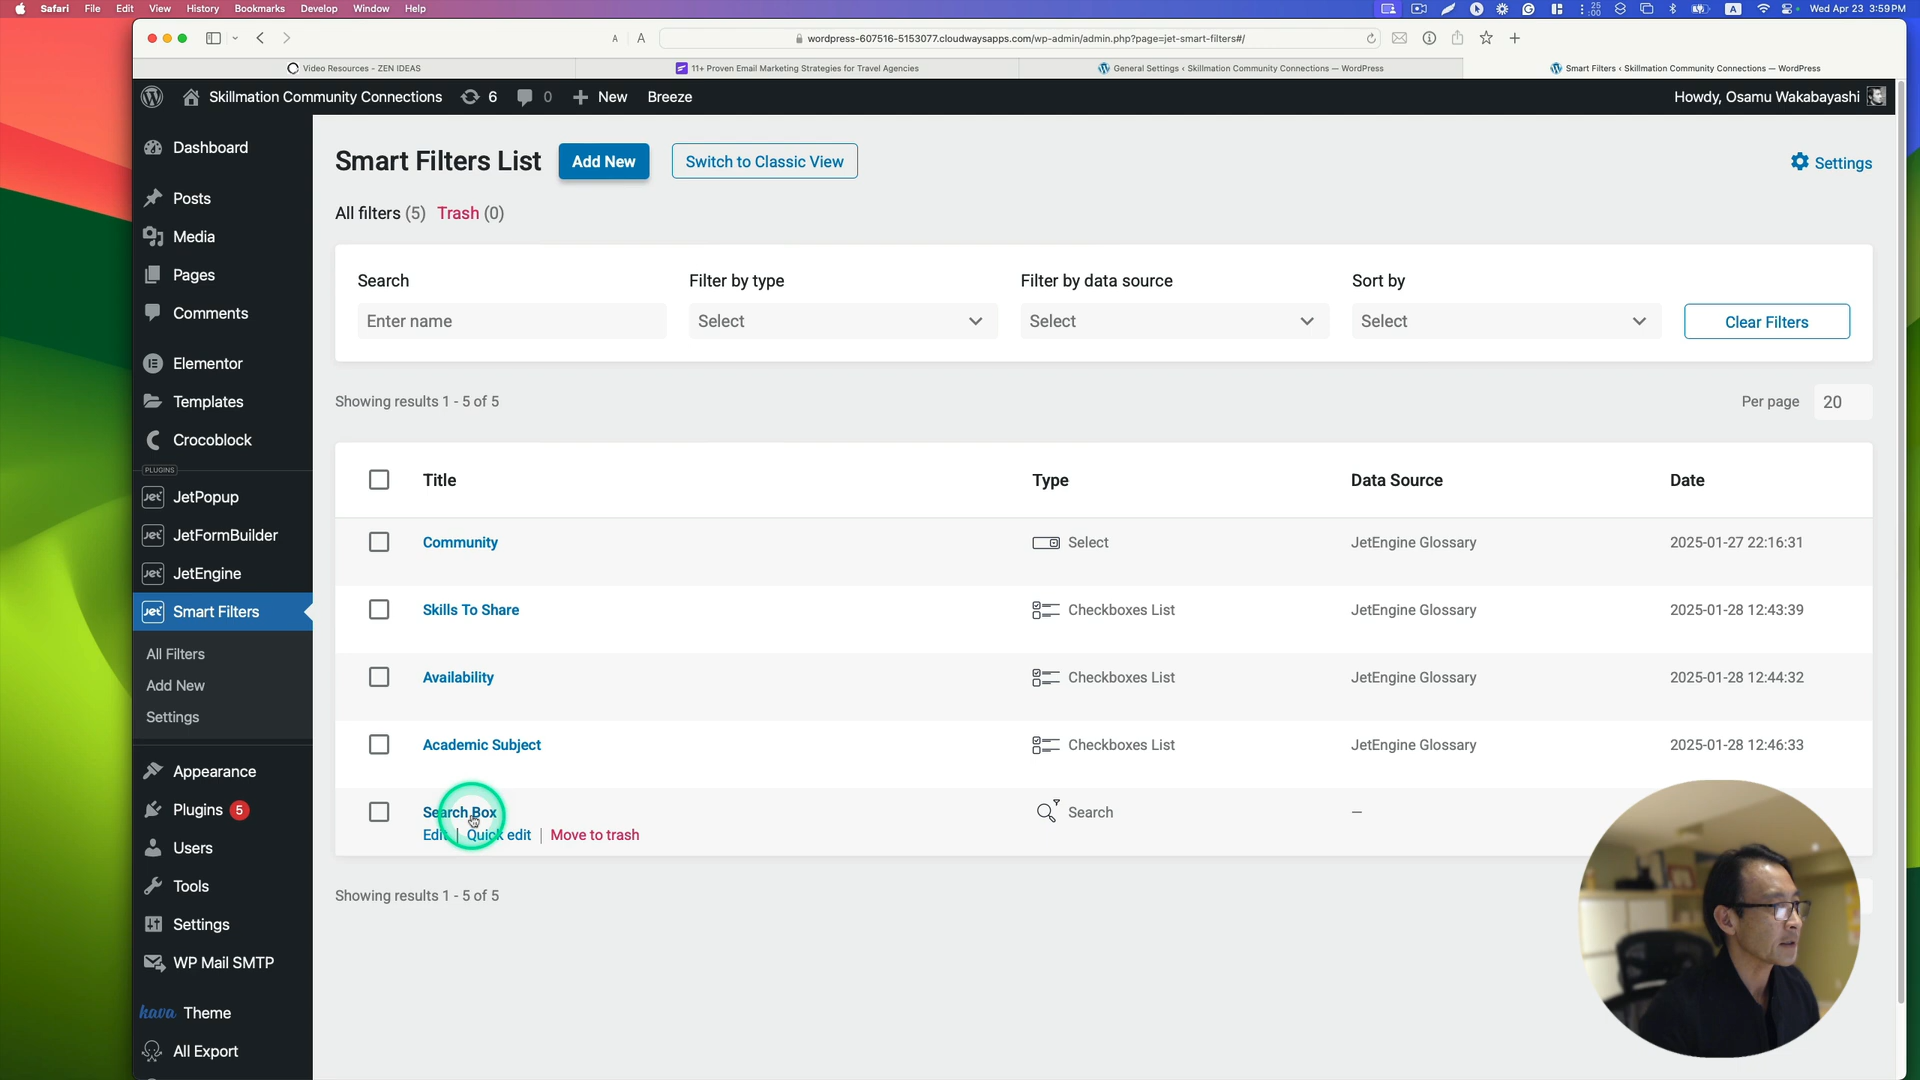 Safari File Edit View History Bookmarks Develop Window Help
25
:00
A
Wed Apr 23 3:59PM
A A
wordpress-607516-5153077.cloudwaysapps.com/wp-admin/admin.php?page=jet-smart-filters#/
Video Resources - ZEN IDEAS
11+ Proven Email Marketing Strategies for Travel Agencies
General Settings ‹ Skillmation Community Connections — WordPress
Smart Filters ‹ Skillmation Community Connections — WordPress
Skillmation Community Connections 6 0 New Breeze
Howdy, Osamu Wakabayashi
Dashboard
Posts
Media
Pages
Comments
Elementor
Templates
Crocoblock
PLUGINS
Jet JetPopup
Jet JetFormBuilder
Jet JetEngine
Jet Smart Filters
All Filters
Add New
Settings
Appearance
Plugins 5
Users
Tools
Settings
WP Mail SMTP
kava Theme
All Export
Smart Filters List
Add New
Switch to Classic View
Settings
All filters (5) Trash (0)
Search Filter by type Filter by data source Sort by
Enter name Select Select Select Clear Filters
Showing results 1 - 5 of 5
Per page 20
Title Type Data Source Date
Community Select JetEngine Glossary 2025-01-27 22:16:31
Skills To Share Checkboxes List JetEngine Glossary 2025-01-28 12:43:39
Availability Checkboxes List JetEngine Glossary 2025-01-28 12:44:32
Academic Subject Checkboxes List JetEngine Glossary 2025-01-28 12:46:33
Search Box Search —
Edit | Quick edit | Move to trash
Showing results 1 - 5 of 5